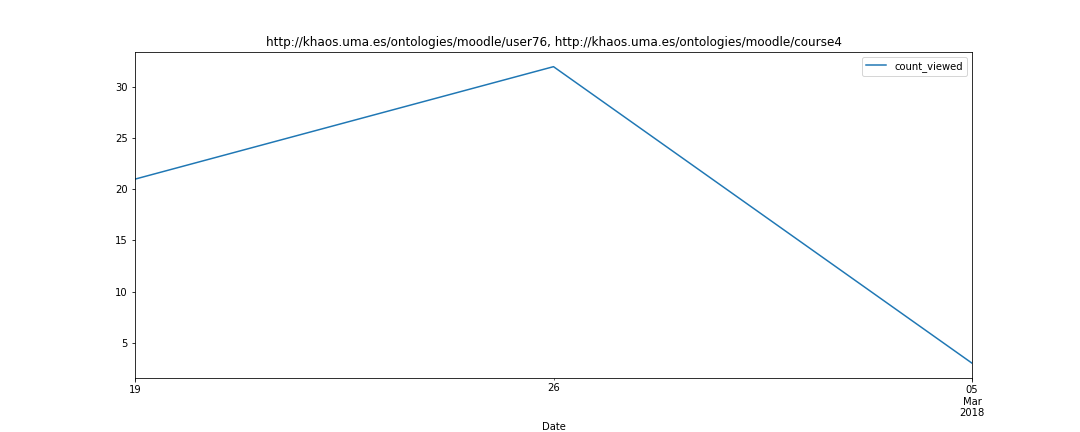 http://khaos.uma.es/ontologies/moodle/user76, http://khaos.uma.es/ontologies/moodle/course4
count_viewed
30
25
20
15
10
5
19
26
05
Mar
2018
Date